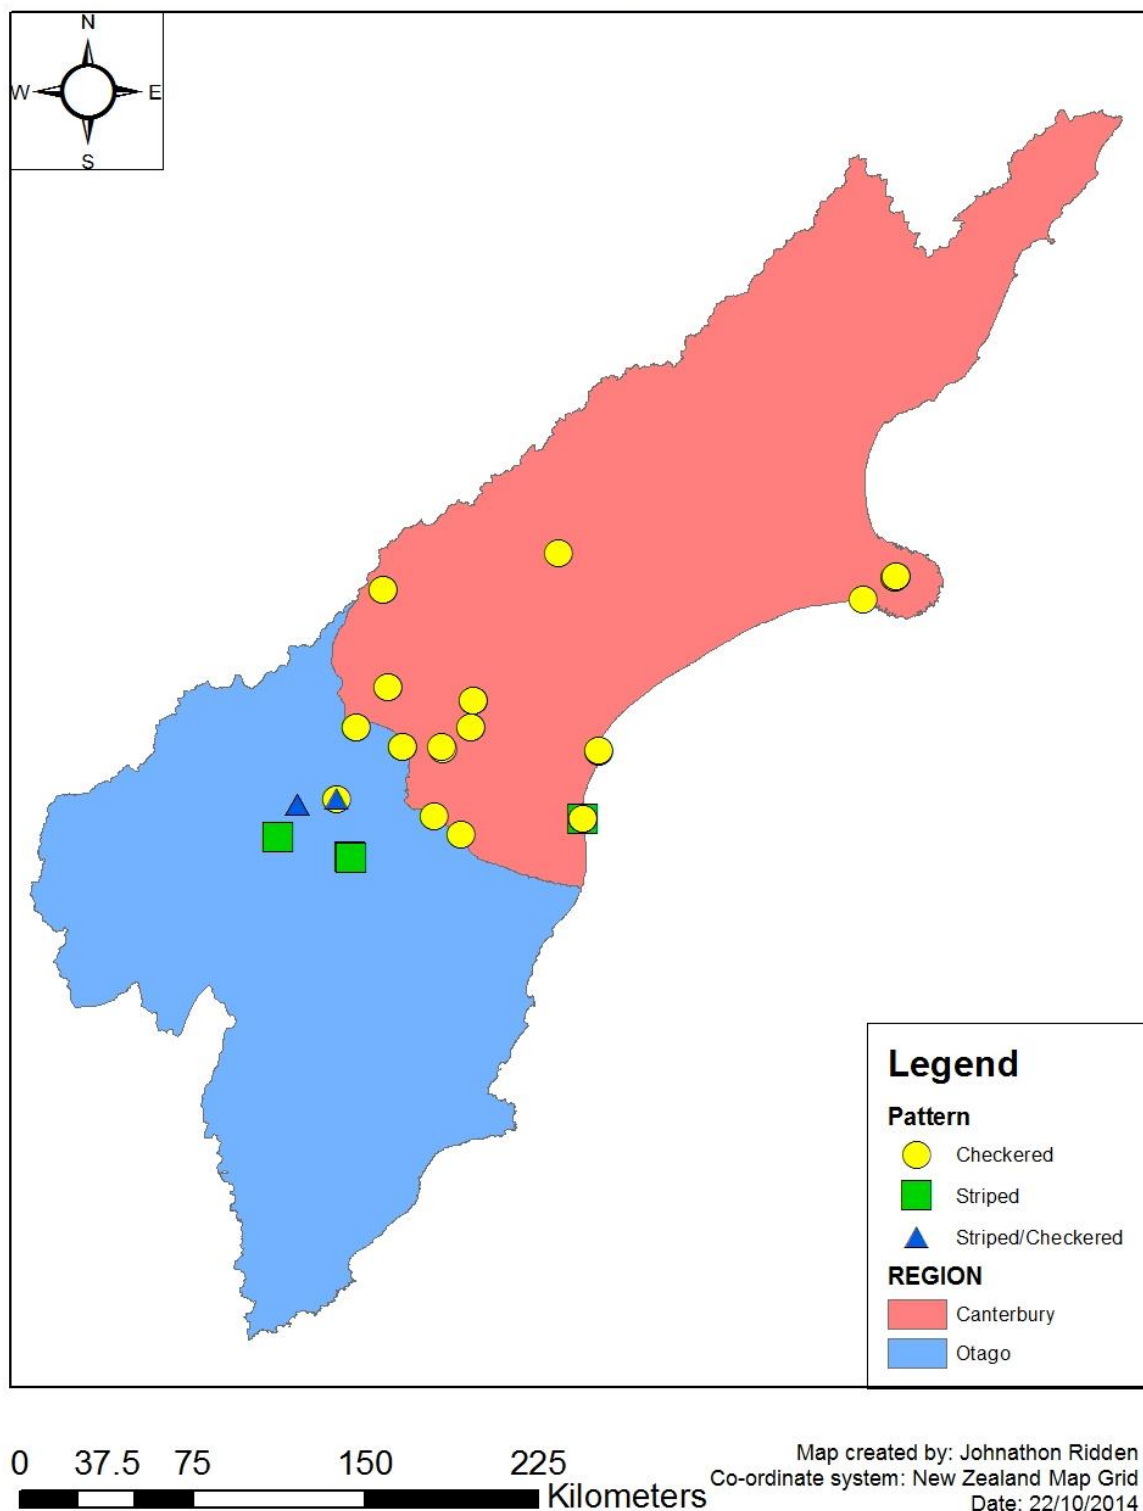 N
W E
S
Legend
Pattern
Checkered
Striped
Striped/Checkered
REGION
Canterbury
Otago
0 37.5 75 150 225
Kilometers
Map created by: Johnathon Ridden
Co-ordinate system: New Zealand Map Grid
Date: 22/10/2014